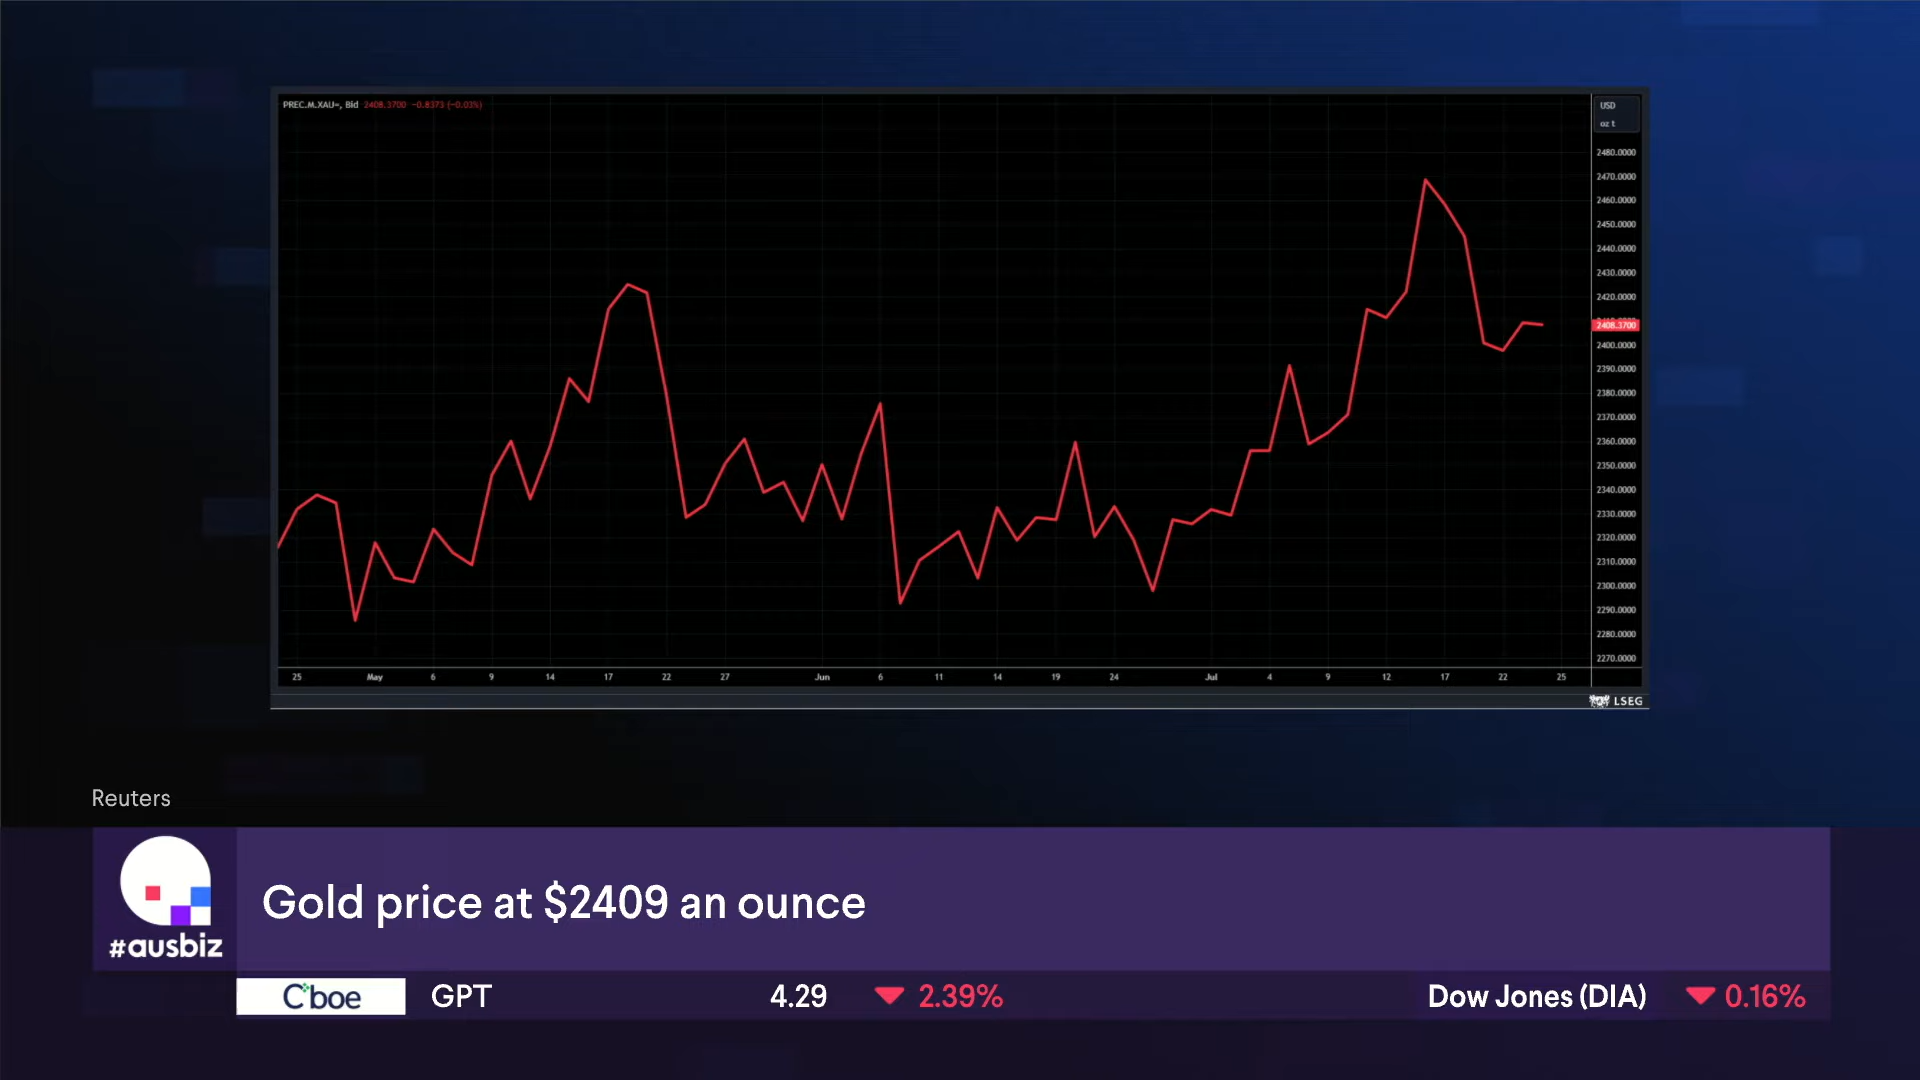 PREC.M.XAU=, Bid 2408.3700 -0.8373 (-0.03%)
USD
oz t
2480.0000
2470.0000
2460.0000
2450.0000
2440.0000
2430.0000
2420.0000
2408.3700
2400.0000
2390.0000
2380.0000
2370.0000
2360.0000
2350.0000
2340.0000
2330.0000
2320.0000
2310.0000
2300.0000
2290.0000
2280.0000
2270.0000
25 May 6 9 14 17 22 27 Jun 6 11 14 19 24 Jul 4 9 12 17 22 25
LSEG
Reuters
Gold price at $2409 an ounce
#ausbiz
Cboe GPT 4.29 2.39% Dow Jones (DIA) 0.16%